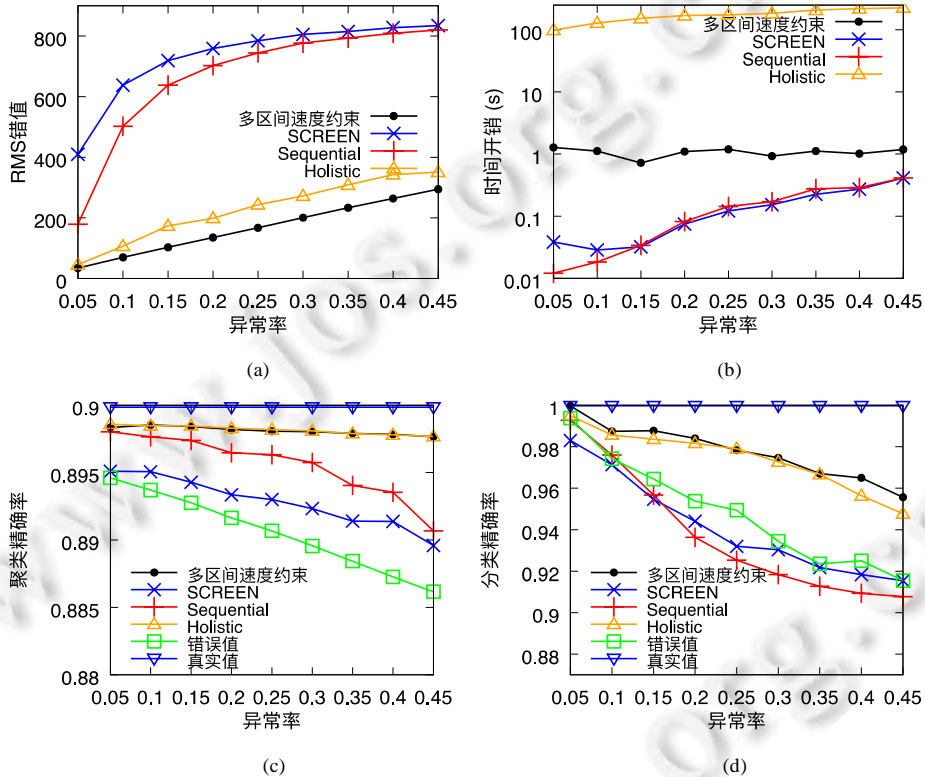 800
600
400
200
0
RMS错值
多区间速度约束
SCREEN
Sequential
Holistic
0.05 0.1 0.15 0.2 0.25 0.3 0.35 0.4 0.45
异常率
(a)
100
10
1
0.1
0.01
时间开销 (s)
多区间速度约束
SCREEN
Sequential
Holistic
0.05 0.1 0.15 0.2 0.25 0.3 0.35 0.4 0.45
异常率
(b)
0.9
0.895
0.89
0.885
0.88
聚类精确率
多区间速度约束
SCREEN
Sequential
Holistic
错误值
真实值
0.05 0.1 0.15 0.2 0.25 0.3 0.35 0.4 0.45
异常率
(c)
1
0.98
0.96
0.94
0.92
0.9
0.88
分类精确率
多区间速度约束
SCREEN
Sequential
Holistic
错误值
真实值
0.05 0.1 0.15 0.2 0.25 0.3 0.35 0.4 0.45
异常率
(d)
www.jos.org.cn